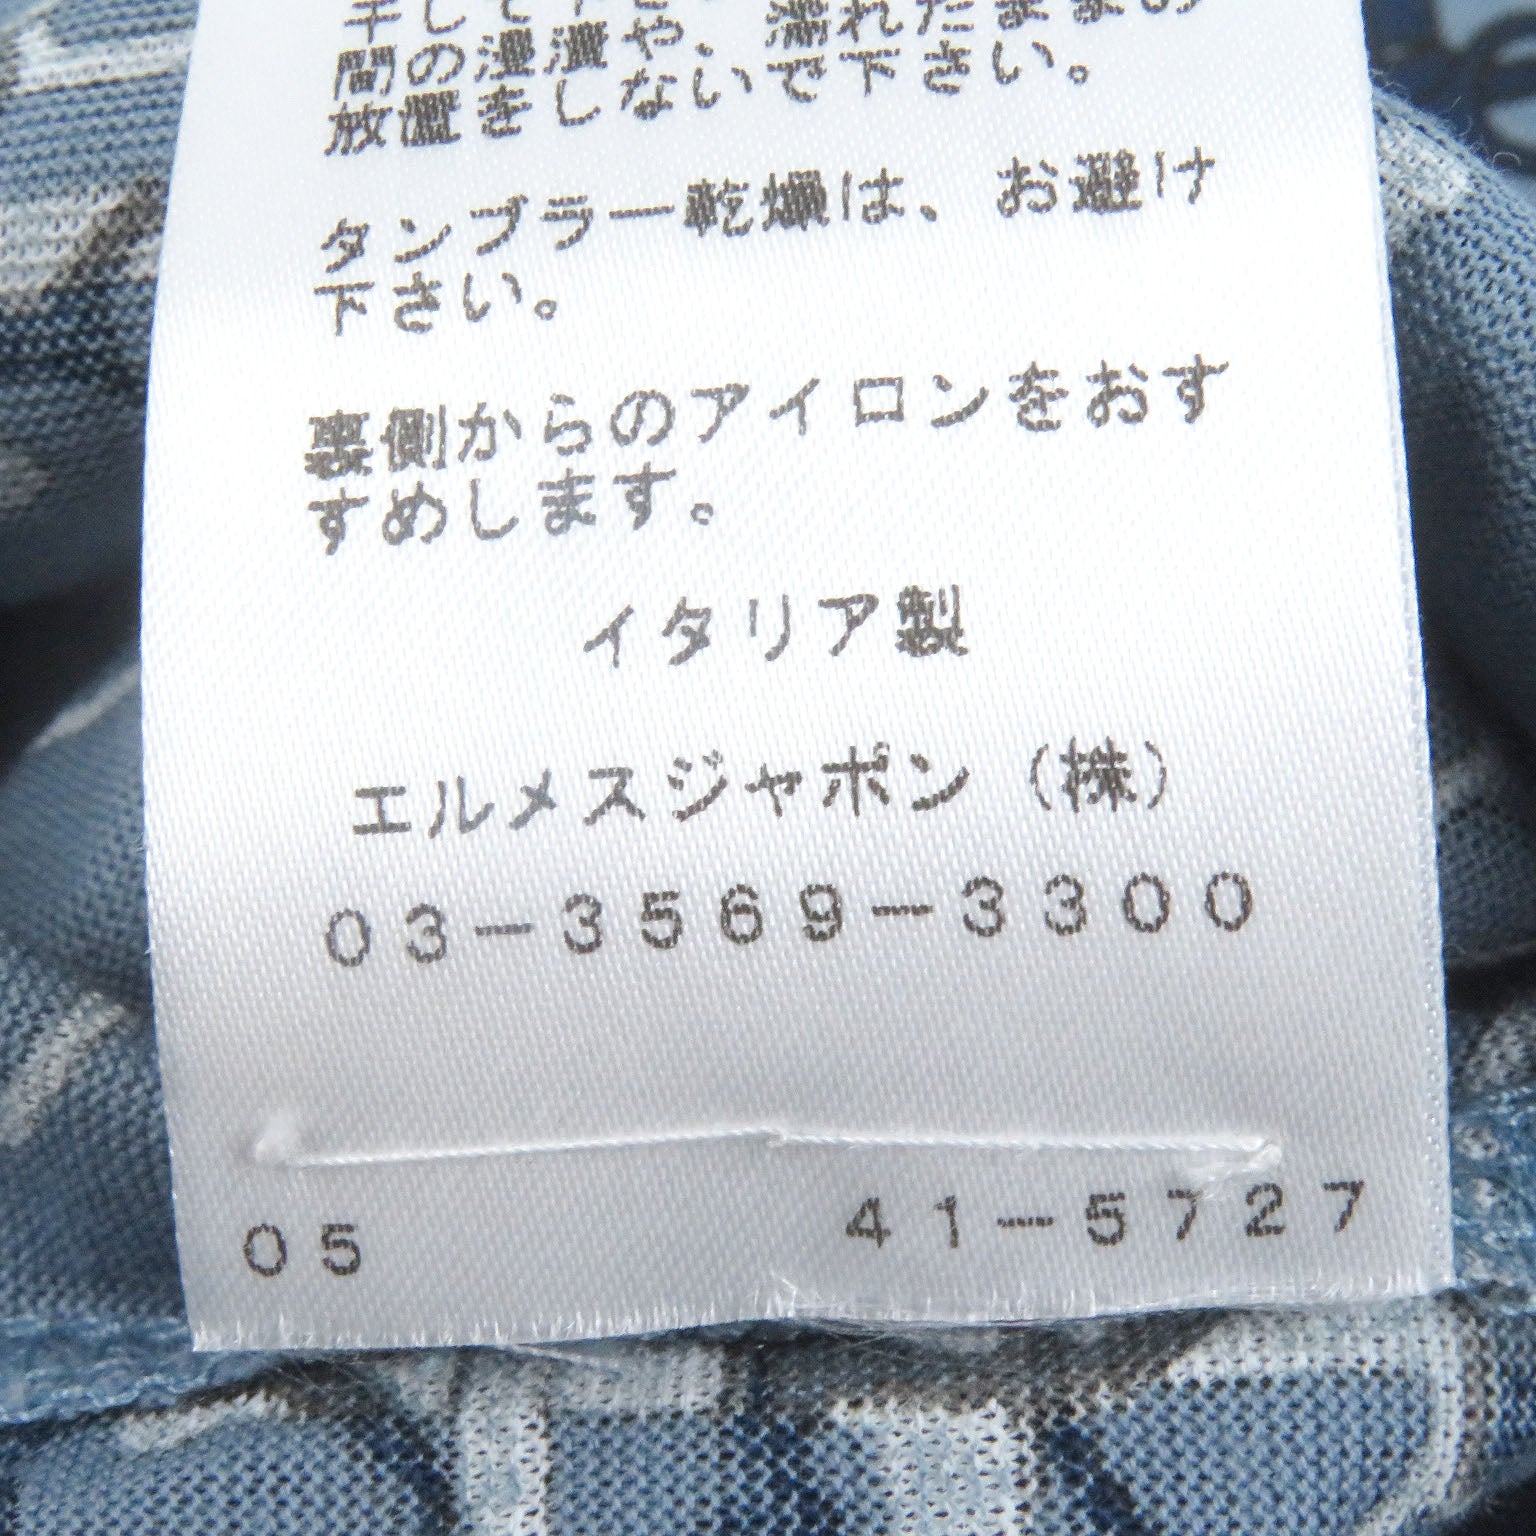 間の浸漬や、濡れたままの
放置をしないで下さい。
タンブラー乾燥は、お避け
下さい。
裏側からのアイロンをおす
すめします。
イタリア製
エルメスジャポン（株）
03-3569-3300
05 41-5727